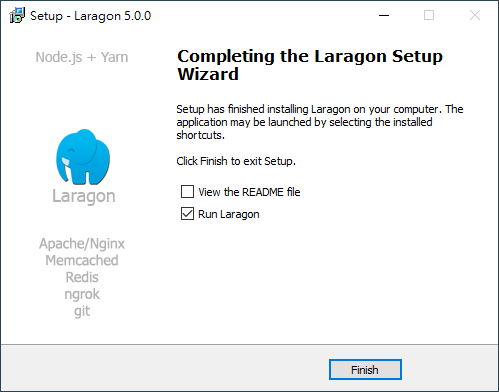 Setup - Laragon 5.0.0
Node.js + Yarn
Laragon
Apache/Nginx
Memcached
Redis
ngrok
git
Completing the Laragon Setup
Wizard
Setup has finished installing Laragon on your computer. The
application may be launched by selecting the installed
shortcuts.
Click Finish to exit Setup.
View the README file
Run Laragon
Finish